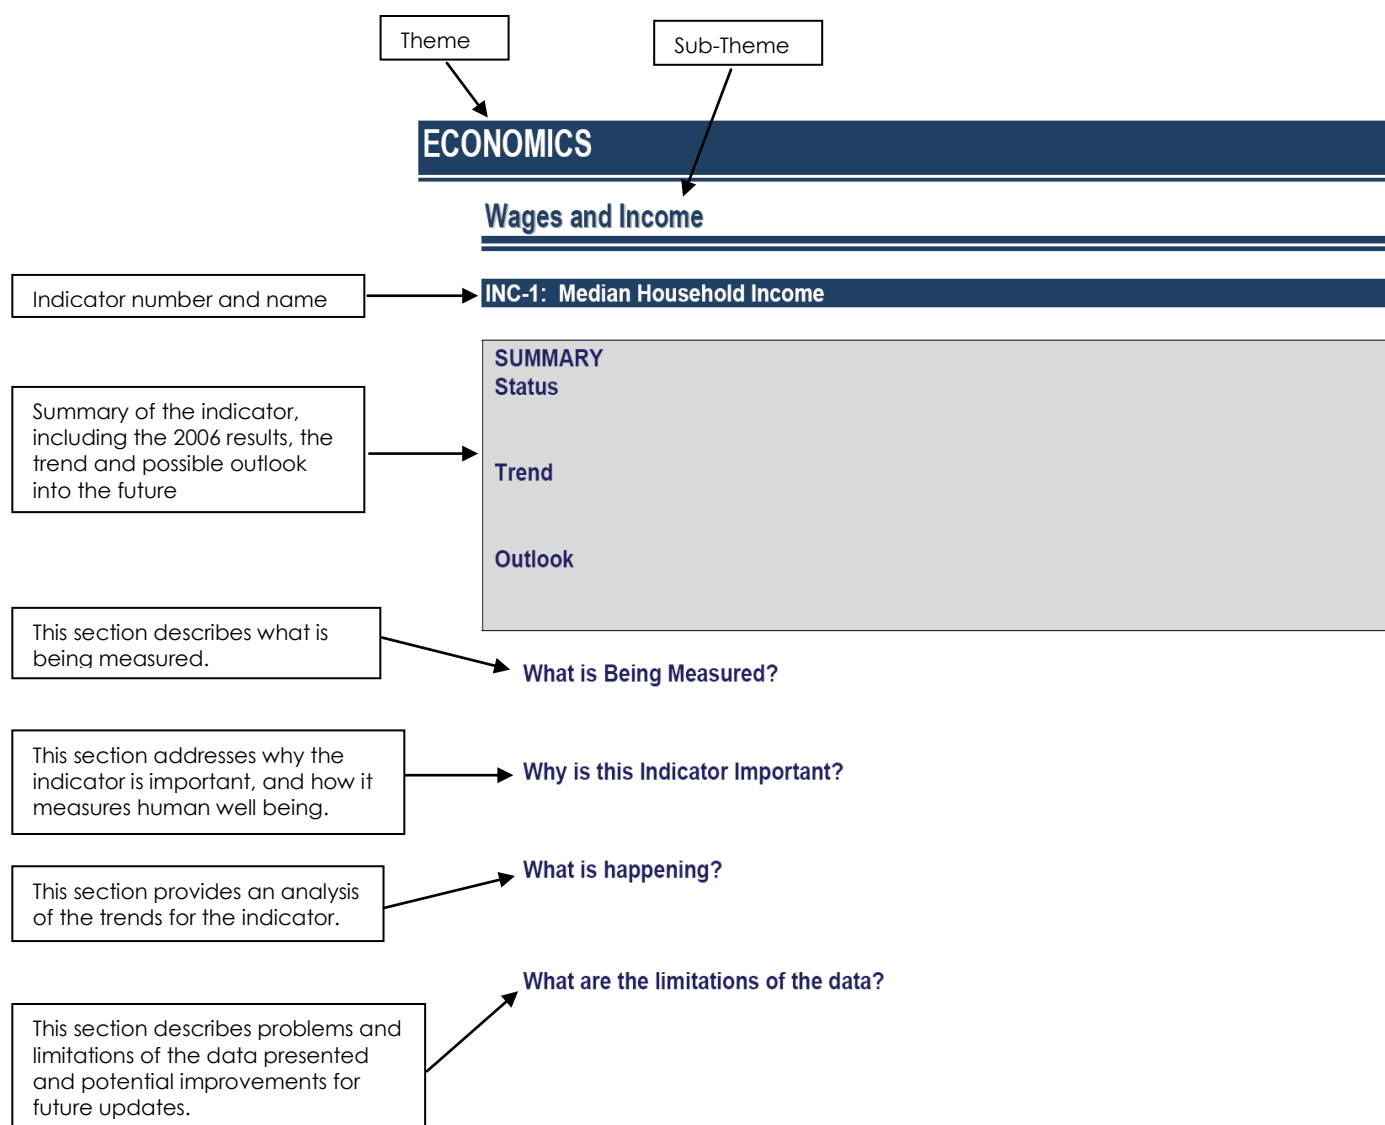 Theme
Sub-Theme
ECONOMICS
Wages and Income
Indicator number and name
INC-1: Median Household Income
SUMMARY
Status
Summary of the indicator,
including the 2006 results, the
trend and possible outlook
into the future
Trend
Outlook
This section describes what is
being measured.
What is Being Measured?
This section addresses why the
indicator is important, and how it
measures human well being.
Why is this Indicator Important?
What is happening?
This section provides an analysis
of the trends for the indicator.
What are the limitations of the data?
This section describes problems and
limitations of the data presented
and potential improvements for
future updates.